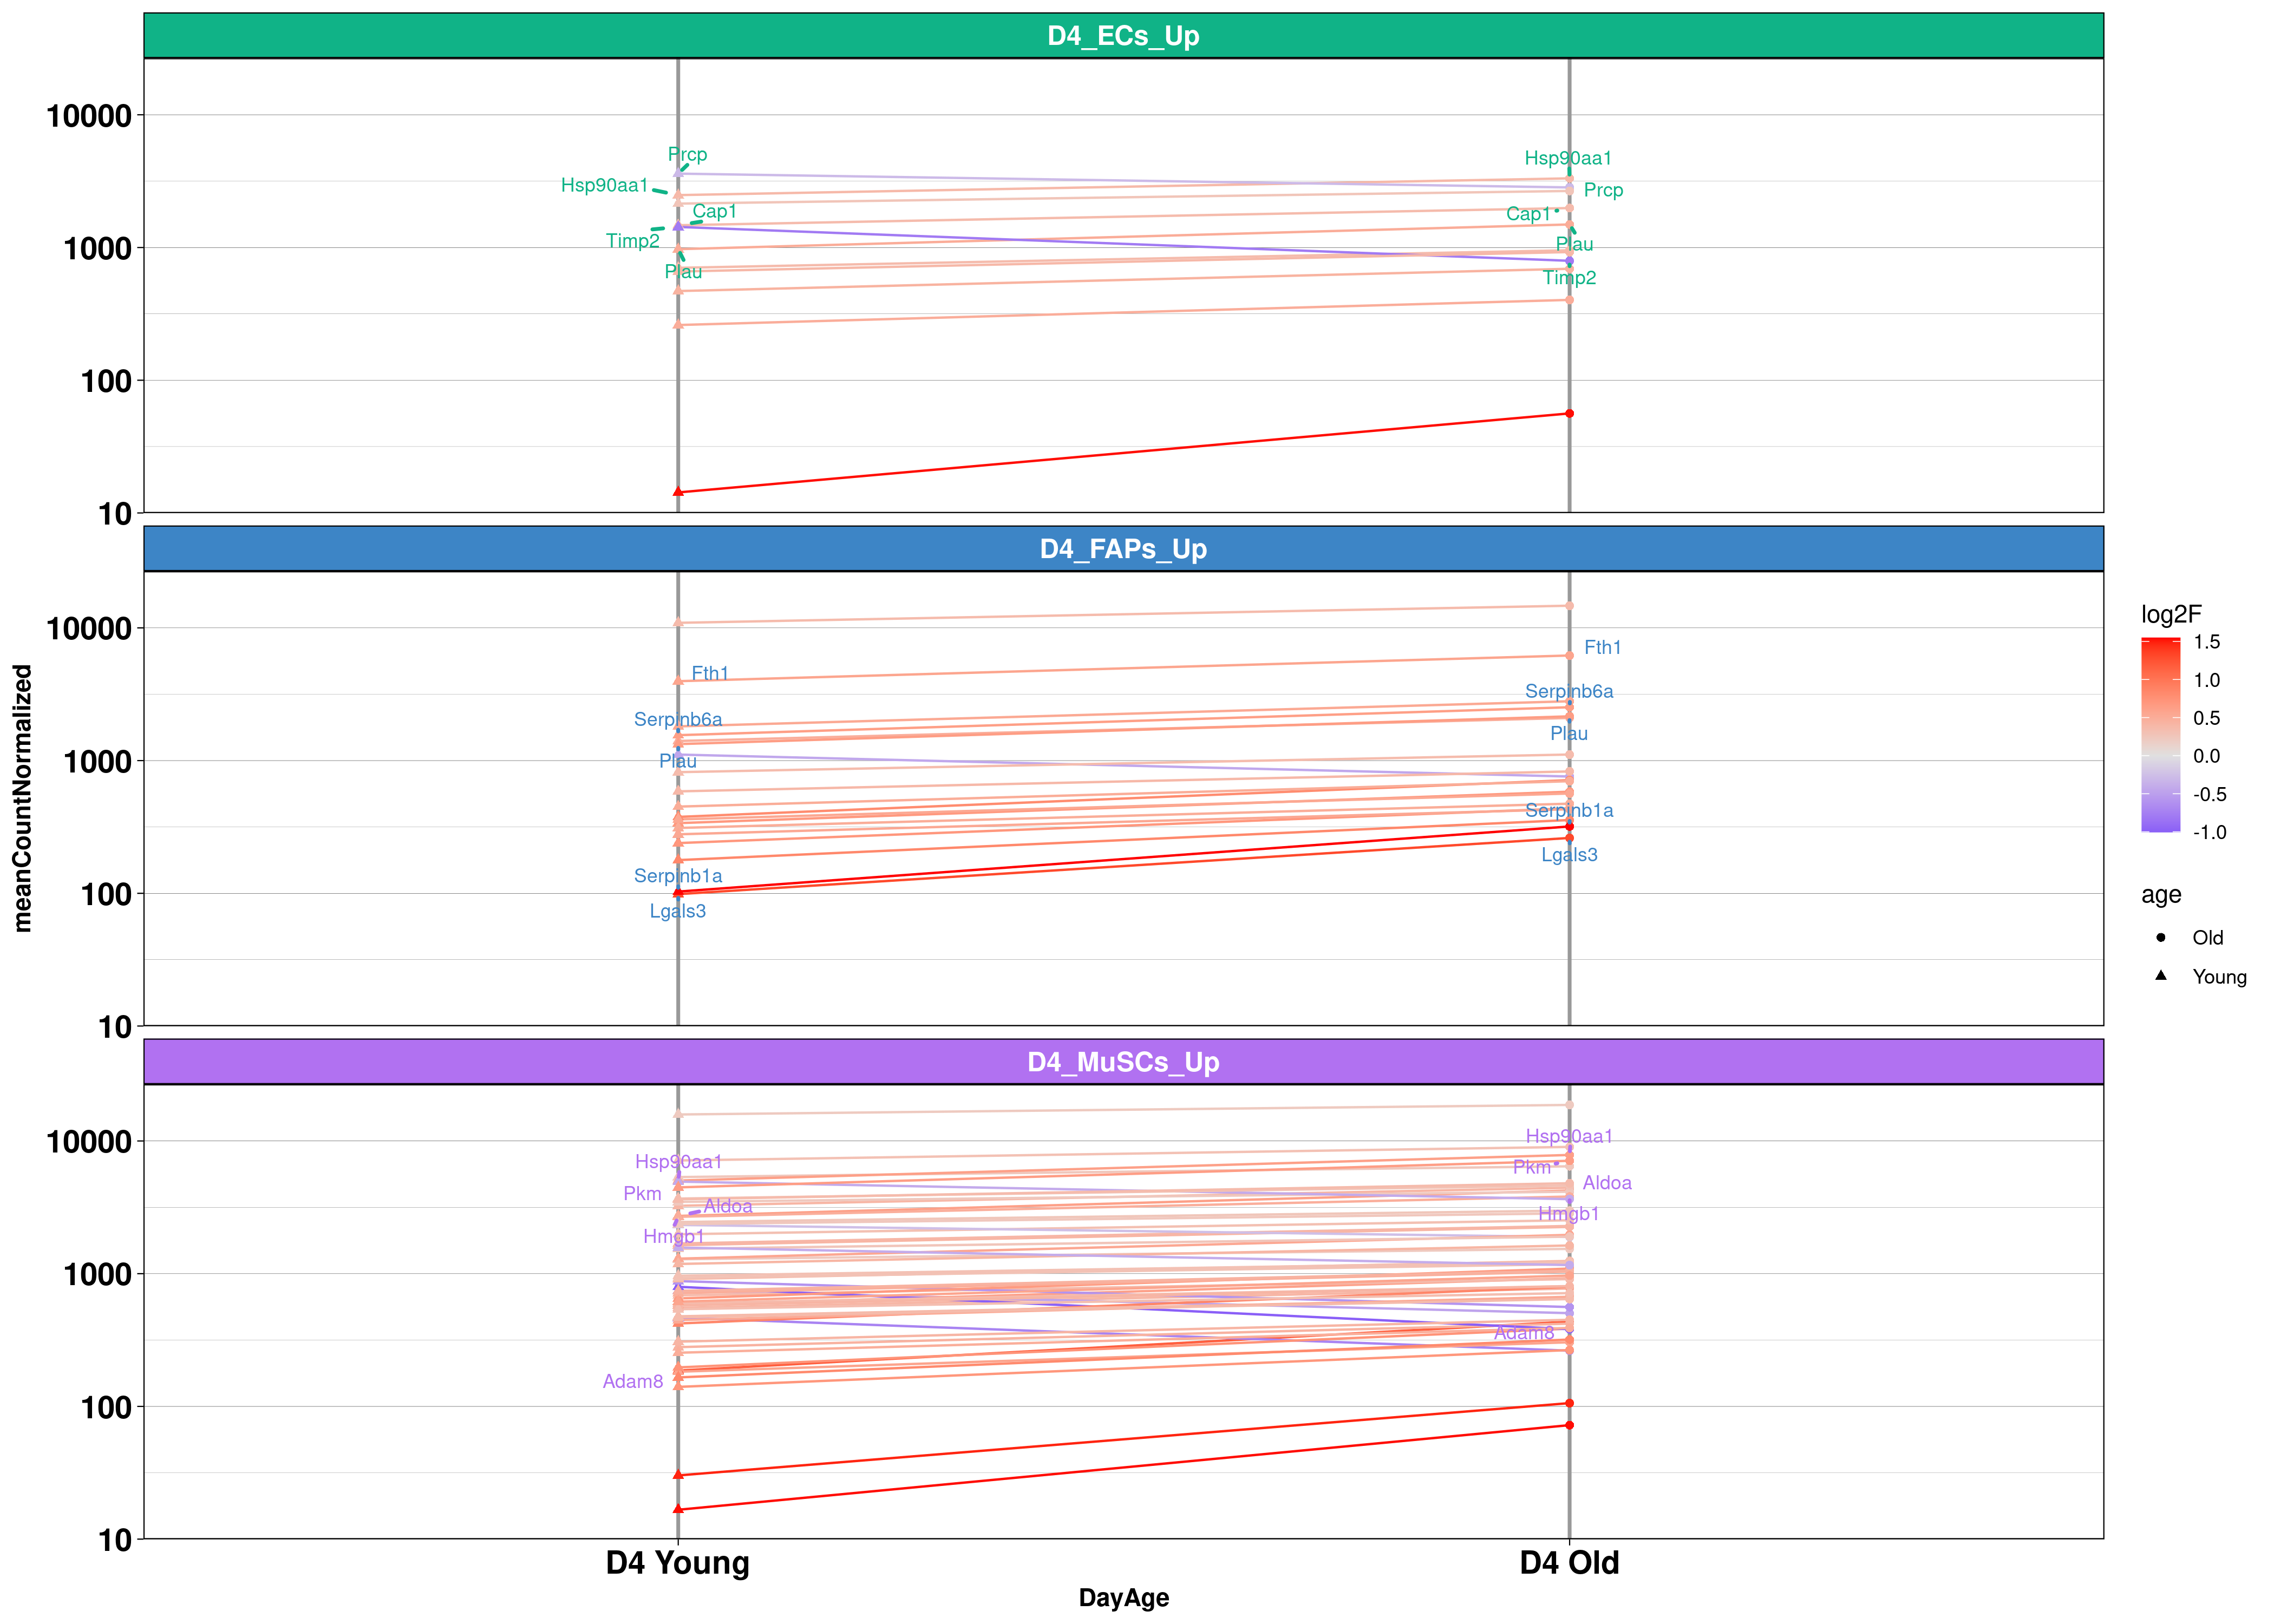 D4_ECs_Up
10000
1000
100
10
Prcp
Hsp90aa1
Cap1
Timp2
Plau
Hsp90aa1
Prcp
Cap1
Plau
Timp2
D4_FAPs_Up
10000
1000
100
10
Fth1
Serpinb6a
Plau
Serpinb1a
Lgals3
Fth1
Serpinb6a
Plau
Serpinb1a
Lgals3
D4_MuSCs_Up
10000
1000
100
10
Hsp90aa1
Pkm
Aldoa
Hmgb1
Adam8
Hsp90aa1
Pkm
Aldoa
Hmgb1
Adam8
D4 Young
D4 Old
DayAge
meanCountNormalized
log2F
1.5
1.0
0.5
0.0
-0.5
-1.0
age
Old
Young